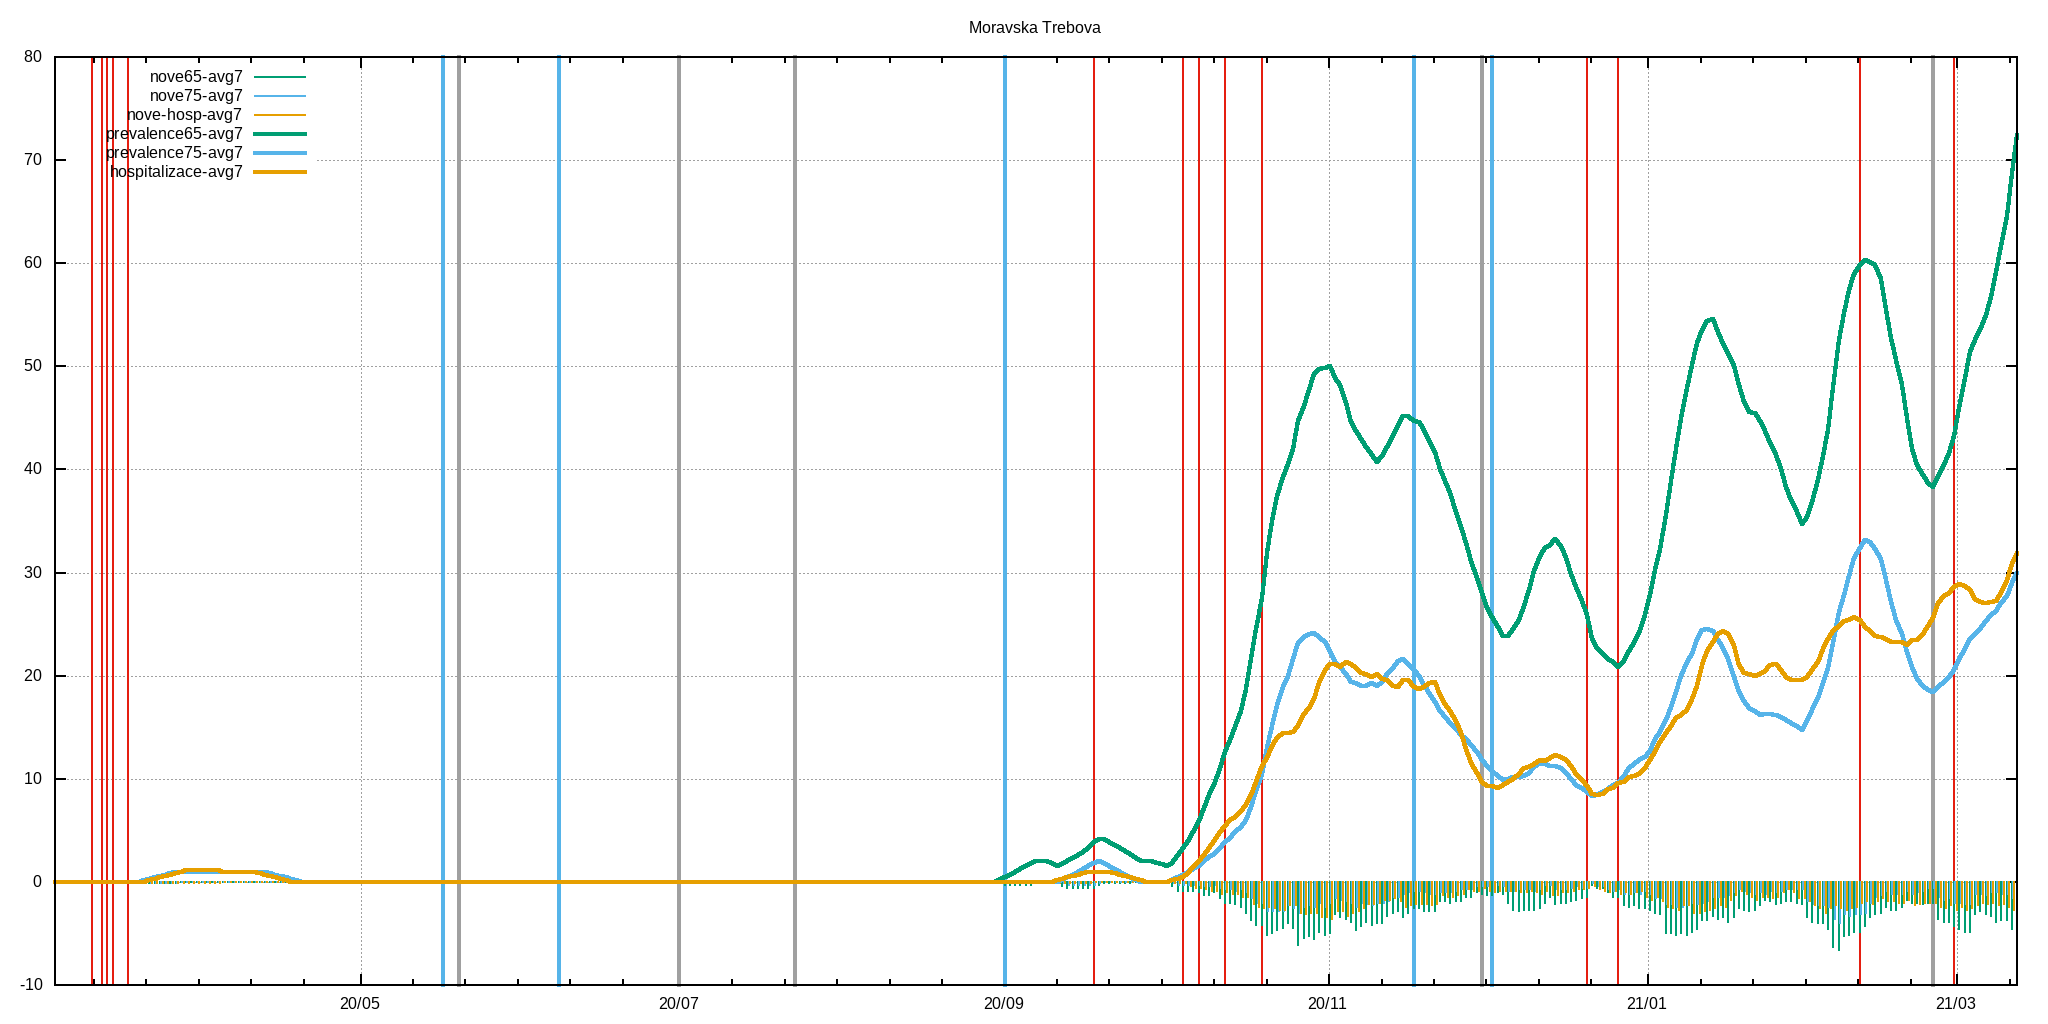 Moravska Trebova
80
70
60
50
40
30
20
10
0
-10
nove65-avg7
nove75-avg7
nove-hosp-avg7
prevalence65-avg7
prevalence75-avg7
hospitalizace-avg7
20/05 20/07 20/09 20/11 21/01 21/03